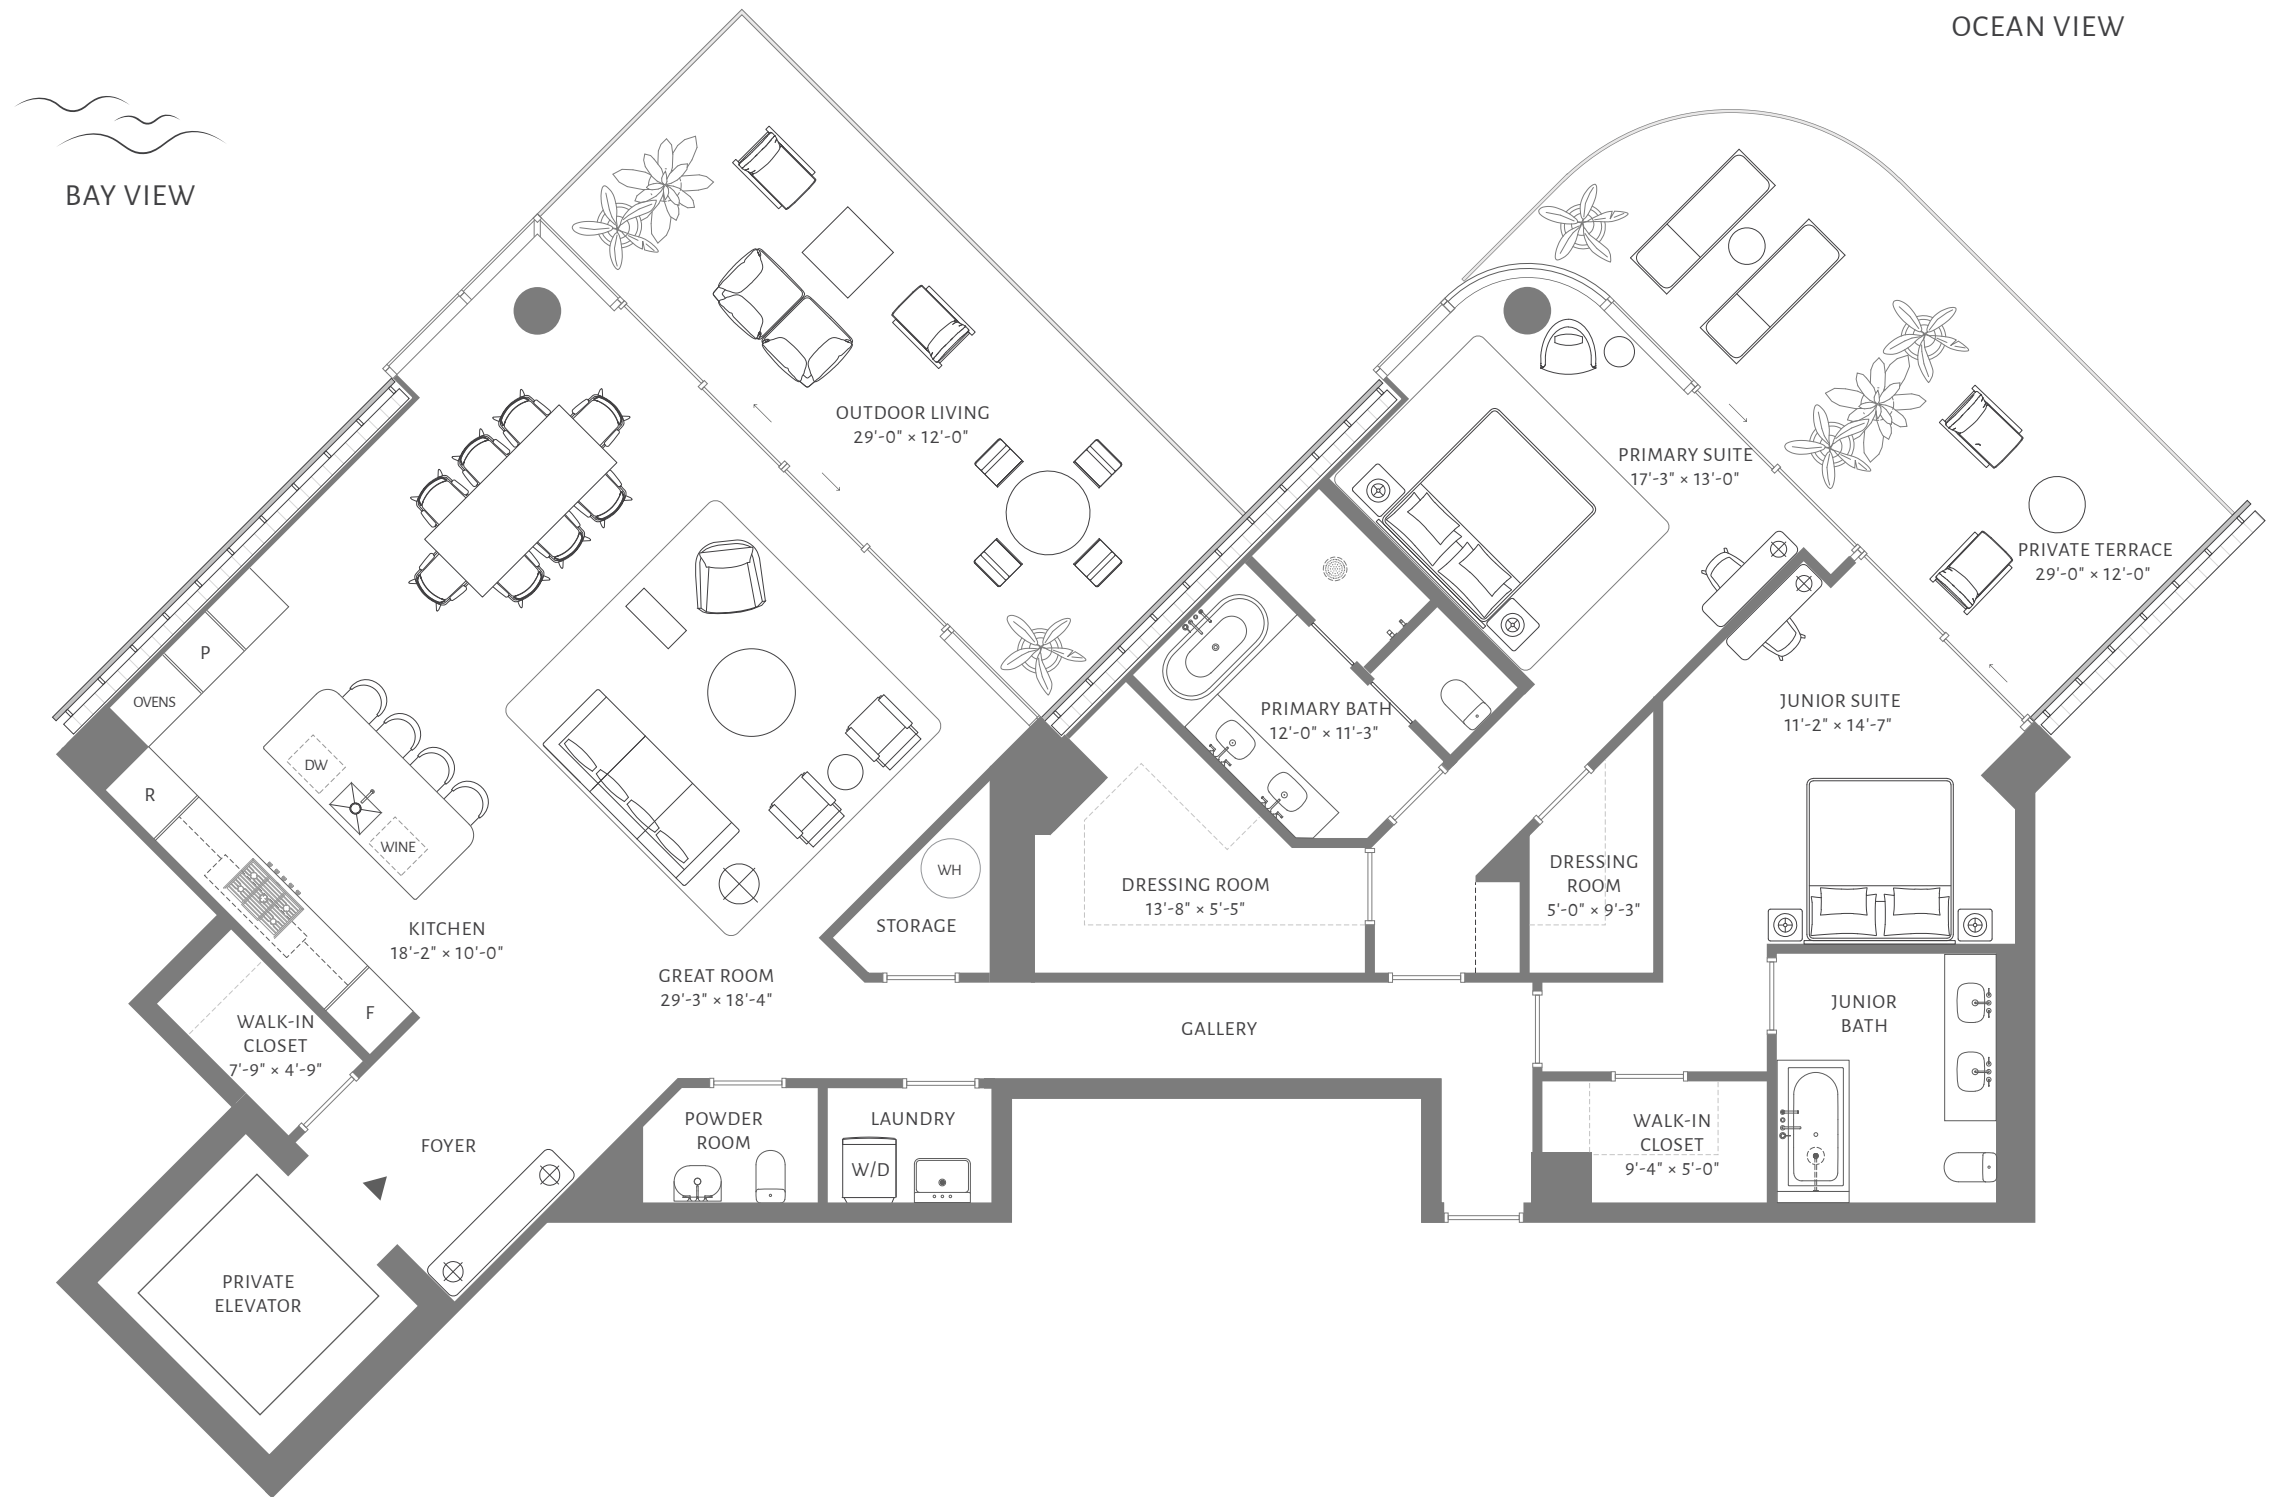 OCEAN VIEW
BAY VIEW
OUTDOOR LIVING
29'-0" × 12'-0"
PRIMARY SUITE
17'-3" × 13'-0"
PRIVATE TERRACE
29'-0" × 12'-0"
P
OVENS
JUNIOR SUITE
11'-2" × 14'-7"
PRIMARY BATH
12'-0" × 11'-3"
DW
R
WINE
WH
DRESSING
ROOM
5'-0" × 9'-3"
DRESSING ROOM
13'-8" × 5'-5"
STORAGE
KITCHEN
18'-2" × 10'-0"
GREAT ROOM
29'-3" × 18'-4"
F
WALK-IN
CLOSET
7'-9" × 4'-9"
GALLERY
JUNIOR
BATH
POWDER
ROOM
LAUNDRY
W/D
WALK-IN
CLOSET
9'-4" × 5'-0"
FOYER
PRIVATE
ELEVATOR